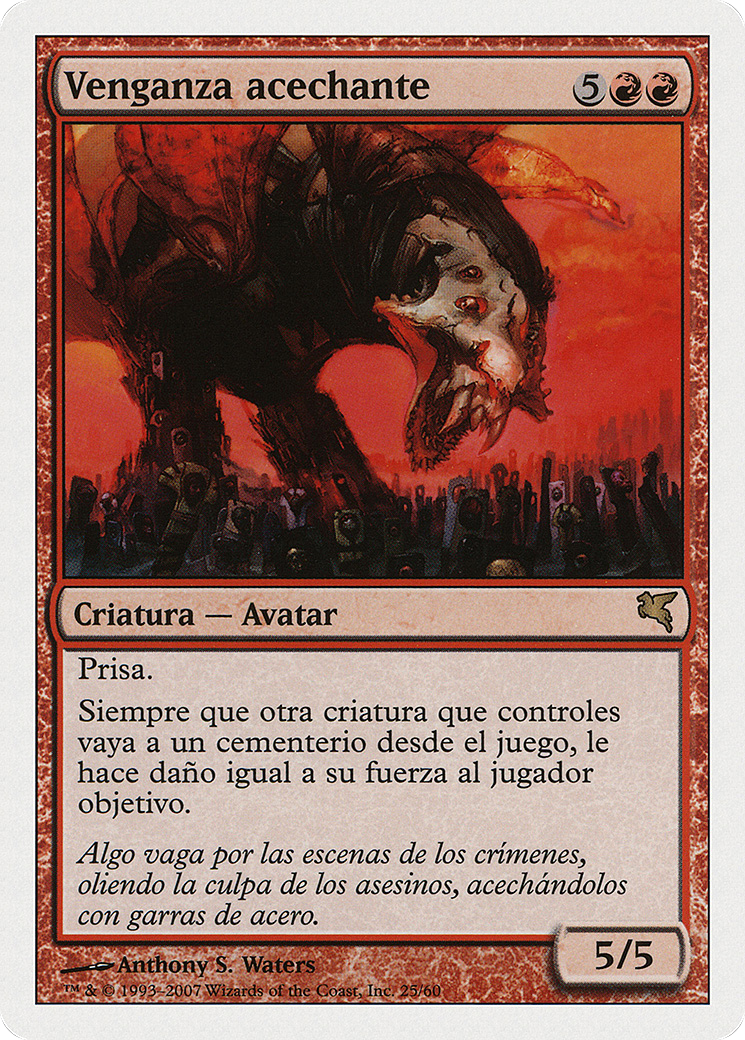 Venganza acechante
5
Criatura — Avatar
Prisa.
Siempre que otra criatura que controles
vaya a un cementerio desde el juego, le
hace daño igual a su fuerza al jugador
objetivo.
Algo vaga por las escenas de los crímenes,
oliendo la culpa de los asesinos, acechándolos
con garras de acero.
5/5
Anthony S. Waters
™ & © 1993–2007 Wizards of the Coast, Inc. 25/60